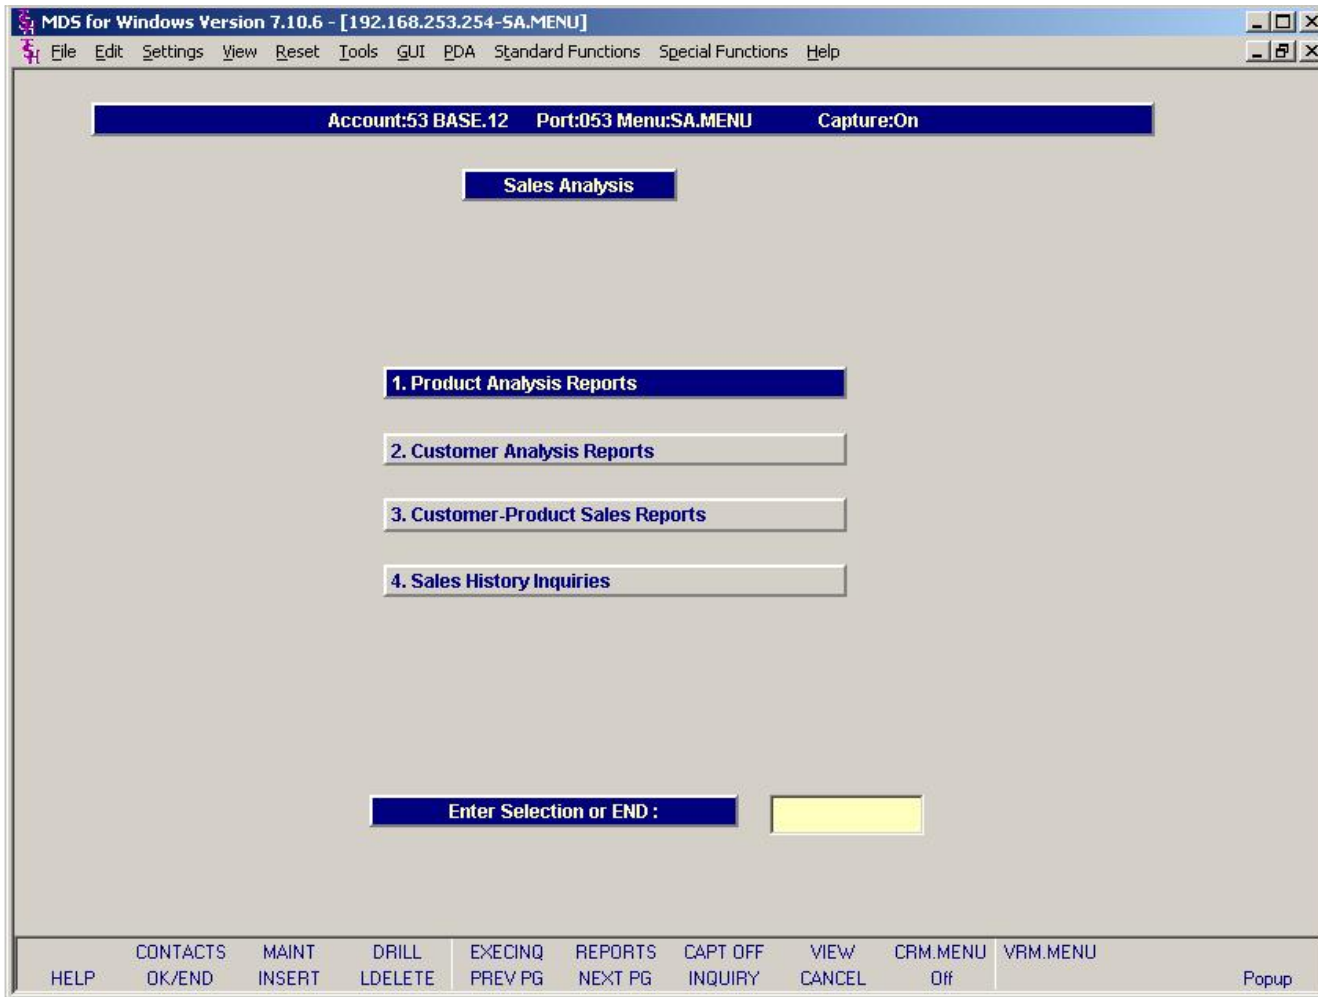 MDS for Windows Version 7.10.6 - [192.168.253.254-SA.MENU]
File Edit Settings View Reset Tools GUI PDA Standard Functions Special Functions Help
Account:53 BASE.12 Port:053 Menu:SA.MENU Capture:On
Sales Analysis
1. Product Analysis Reports
2. Customer Analysis Reports
3. Customer-Product Sales Reports
4. Sales History Inquiries
Enter Selection or END :
CONTACTS MAINT DRILL EXECINQ REPORTS CAPT OFF VIEW CRM.MENU VRM.MENU
HELP OK/END INSERT LDELETE PREV PG NEXT PG INQUIRY CANCEL Off Popup